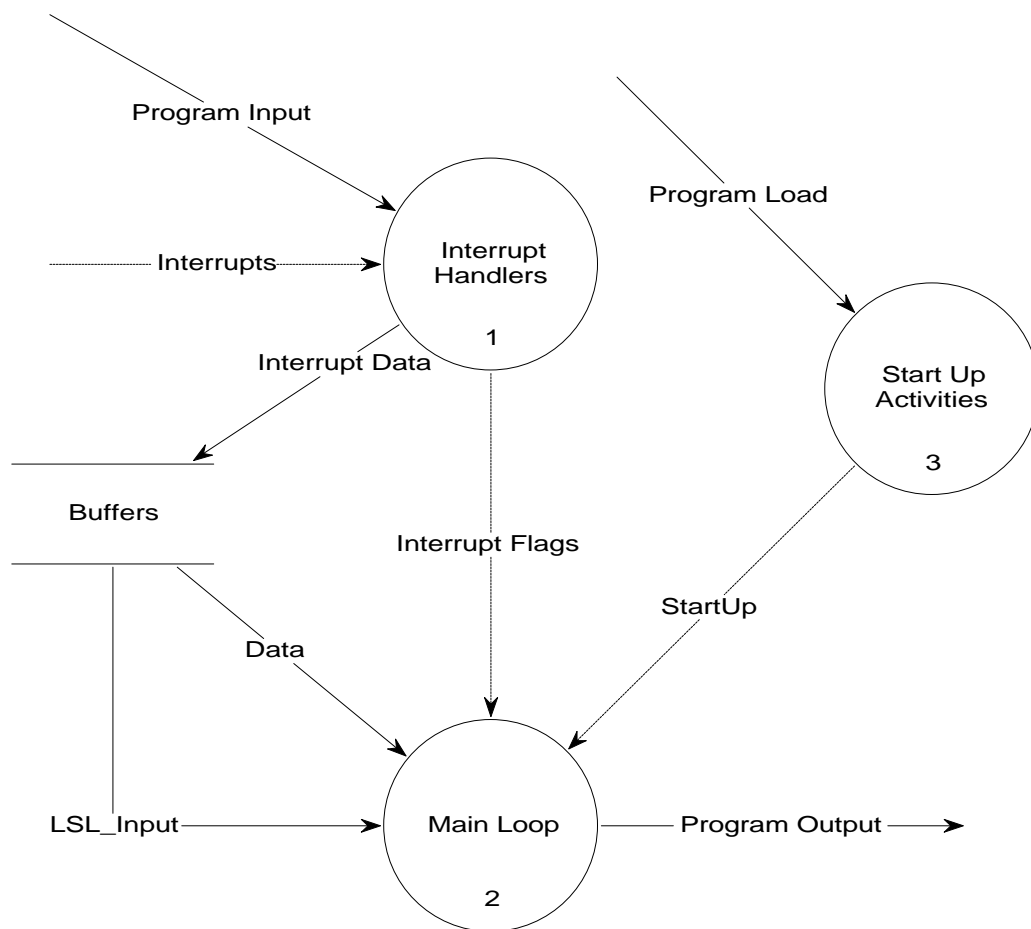 Program Input
Program Load
Interrupts
Interrupt
Handlers
1
Interrupt Data
Start Up
Activities
3
Buffers
Interrupt Flags
StartUp
Data
LSL_Input
Main Loop
2
Program Output